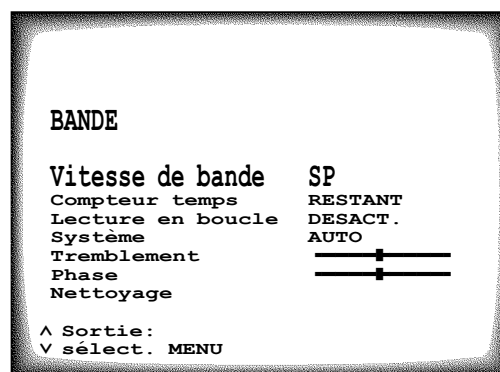 BANDE
Vitesse de bande SP
Compteur temps RESTANT
Lecture en boucle DESACT.
Système AUTO
Tremblement
Phase
Nettoyage
∧ Sortie:
∨ sélect. MENU